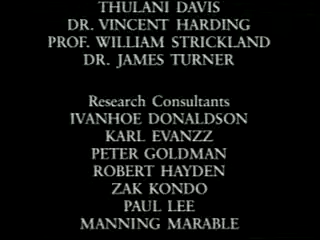 THULANI DAVIS
DR. VINCENT HARDING
PROF. WILLIAM STRICKLAND
DR. JAMES TURNER
Research Consultants
IVANHOE DONALDSON
KARL EVANZZ
PETER GOLDMAN
ROBERT HAYDEN
ZAK KONDO
PAUL LEE
MANNING MARABLE